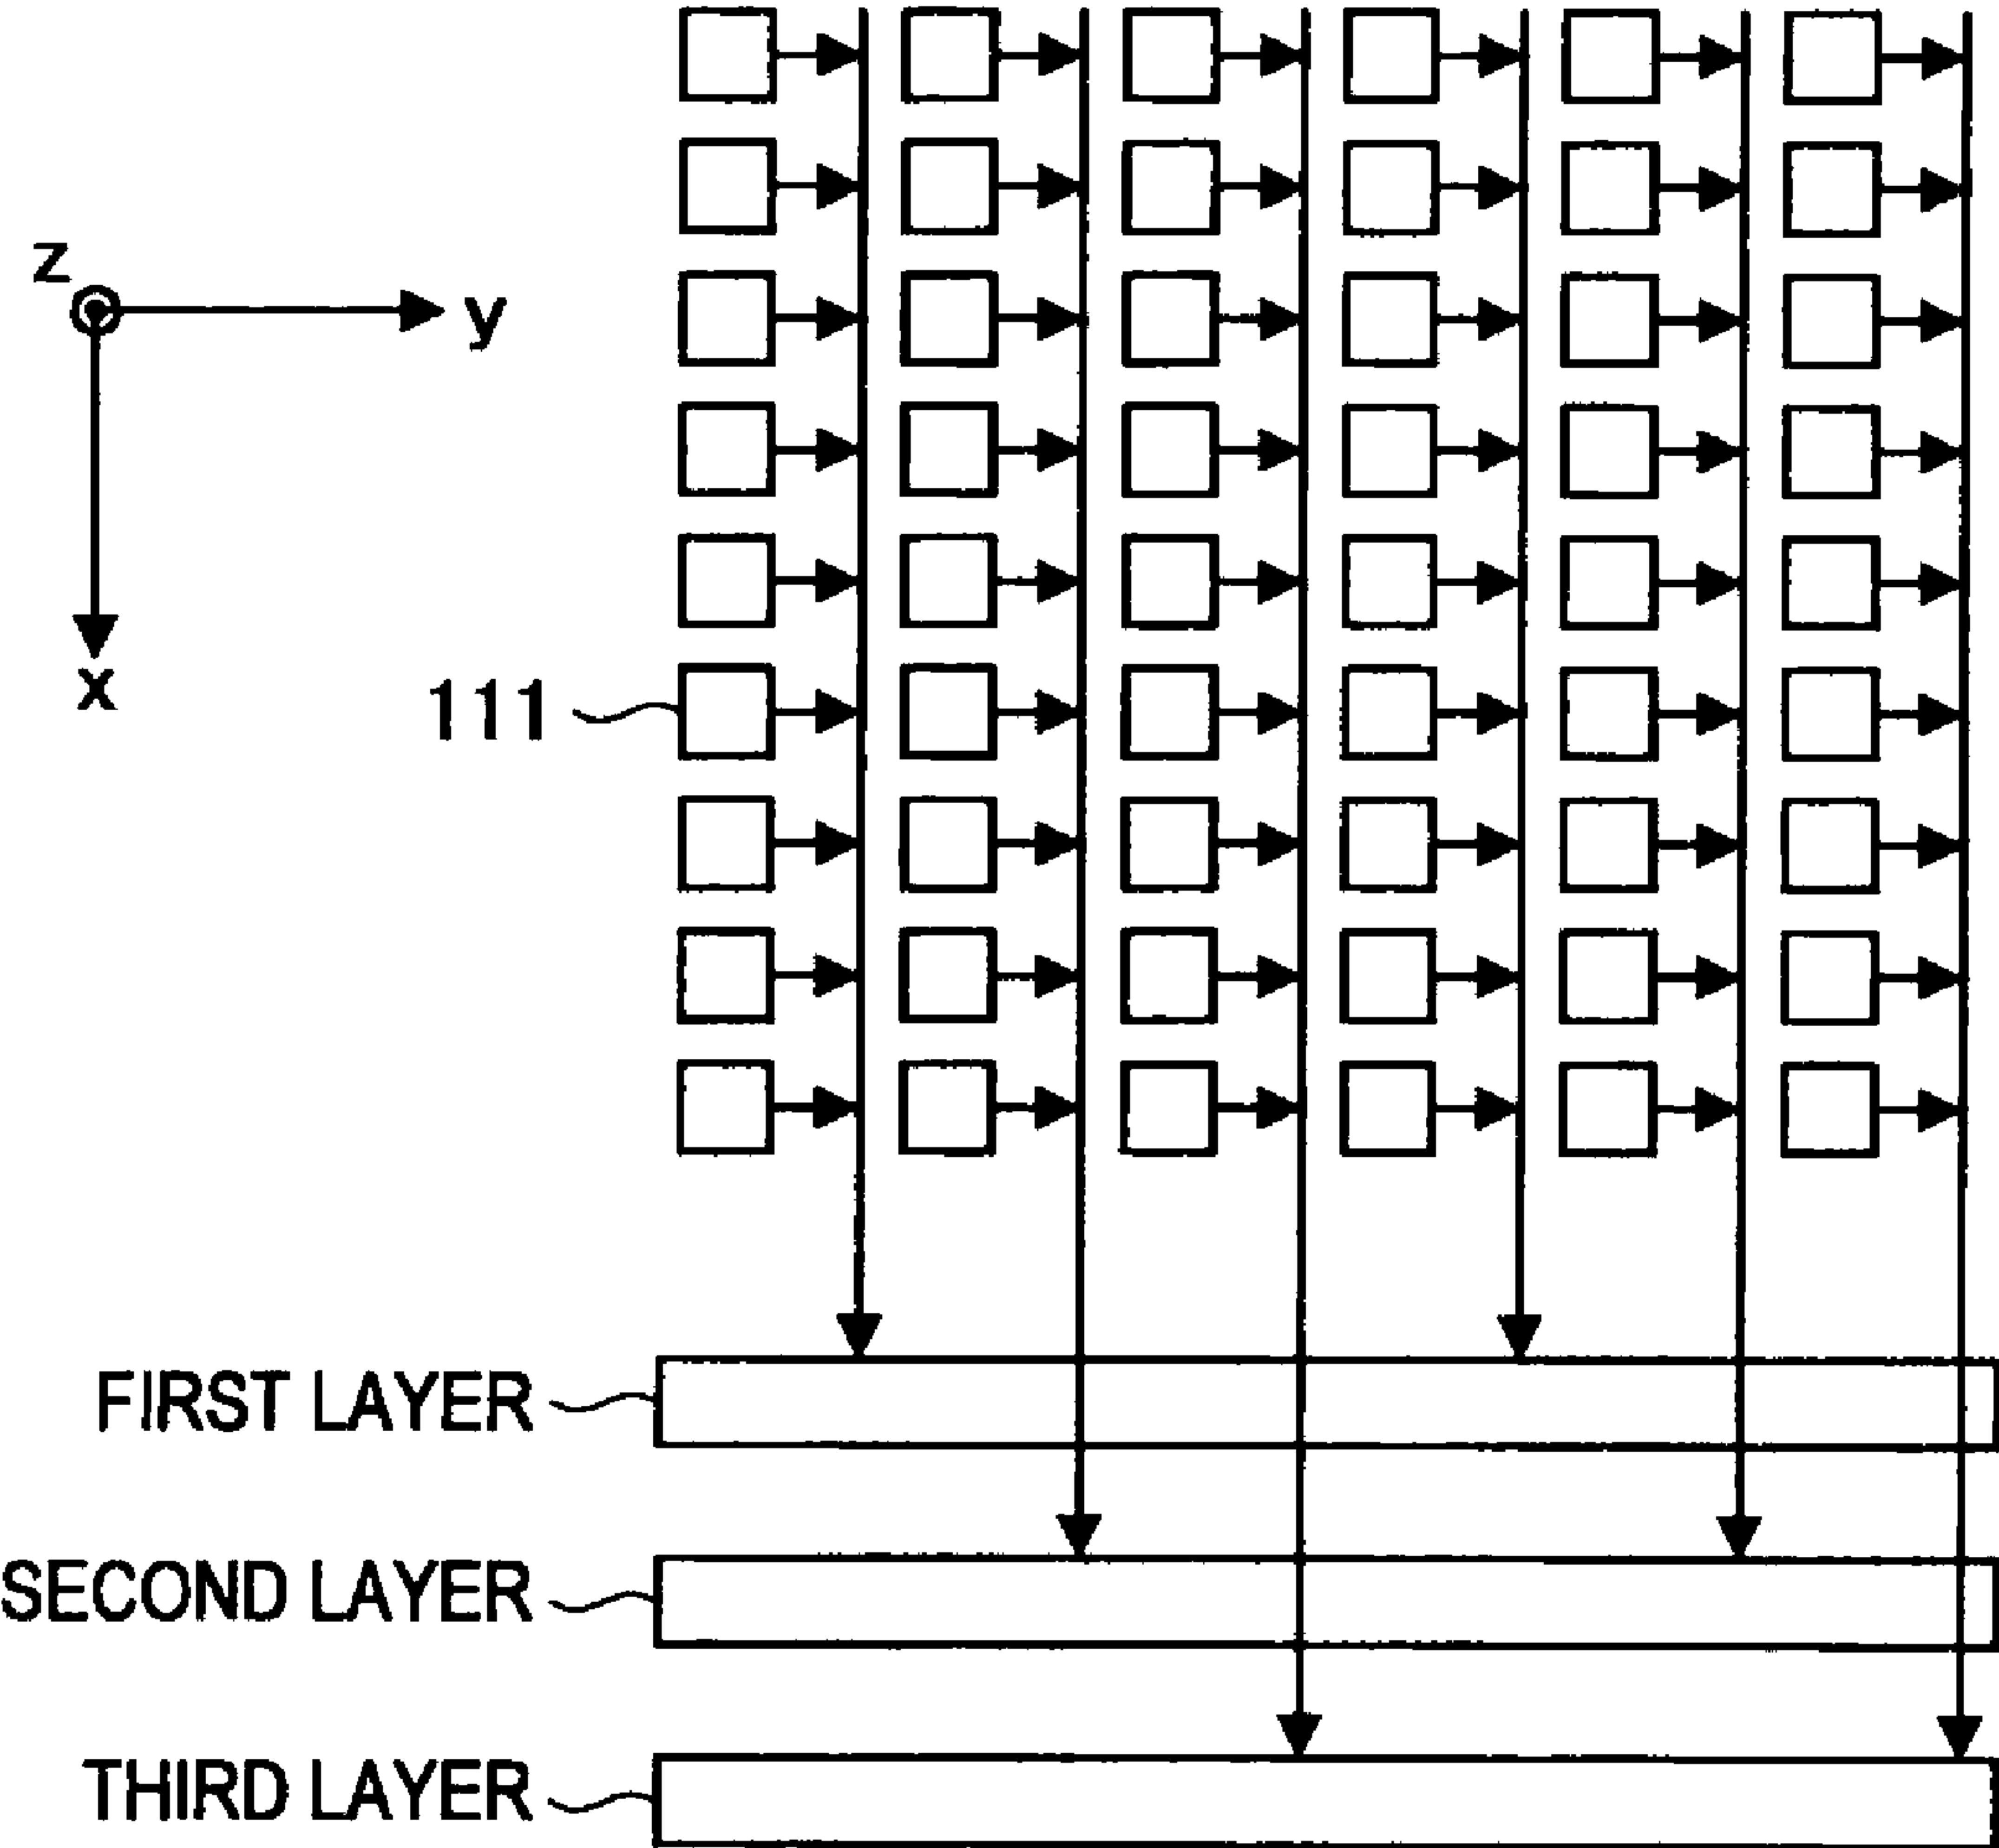 z
y
x
111
FIRST LAYER
SECOND LAYER
THIRD LAYER